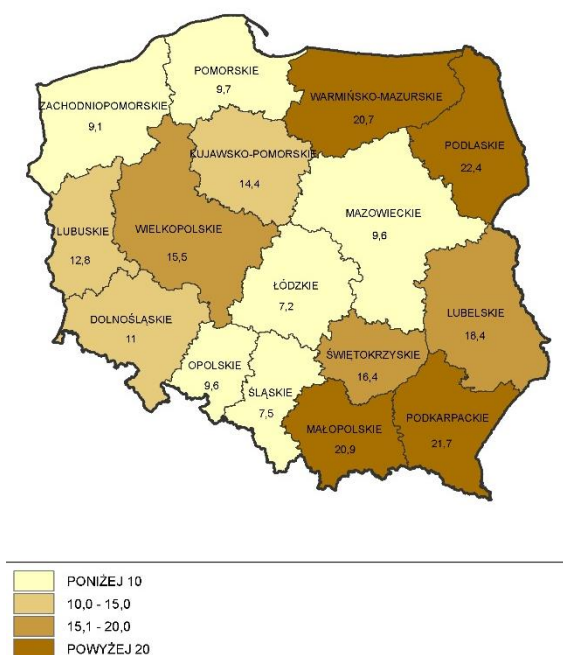 POMORSKIE
9,7
WARMIŃSKO-MAZURSKIE
20,7
ZACHODNIOPOMORSKIE
9,1
PODLASKIE
22,4
KUJAWSKO-POMORSKIE
14,4
MAZOWIECKIE
9,6
LUBUSKIE
12,8
WIELKOPOLSKIE
15,5
ŁÓDZKIE
7,2
LUBELSKIE
18,4
DOLNOŚLĄSKIE
11
ŚWIĘTOKRZYSKIE
16,4
OPOLSKIE
9,6
ŚLĄSKIE
7,5
MAŁOPOLSKIE
20,9
PODKARPACKIE
21,7
PONIŻEJ 10
10,0 - 15,0
15,1 - 20,0
POWYŻEJ 20